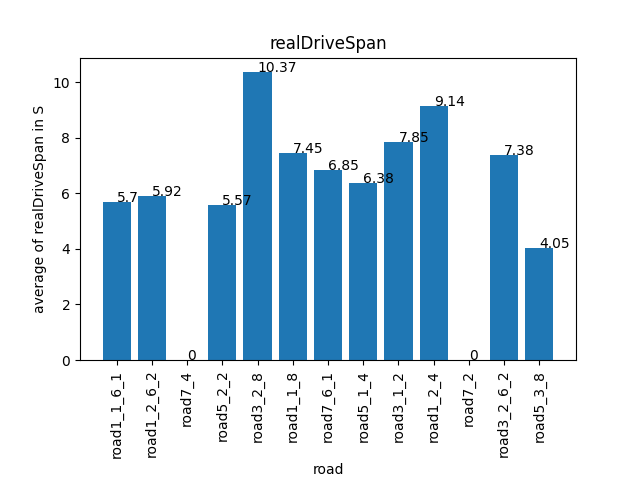 realDriveSpan
average of realDriveSpan in S
10
8
6
4
2
0
5.7
5.92
0
5.57
10.37
7.45
6.85
6.38
7.85
9.14
0
7.38
4.05
road1_1_6_1
road1_2_6_2
road7_4
road5_2_2
road3_2_8
road1_1_8
road7_6_1
road5_1_4
road3_1_2
road1_2_4
road7_2
road3_2_6_2
road5_3_8
road